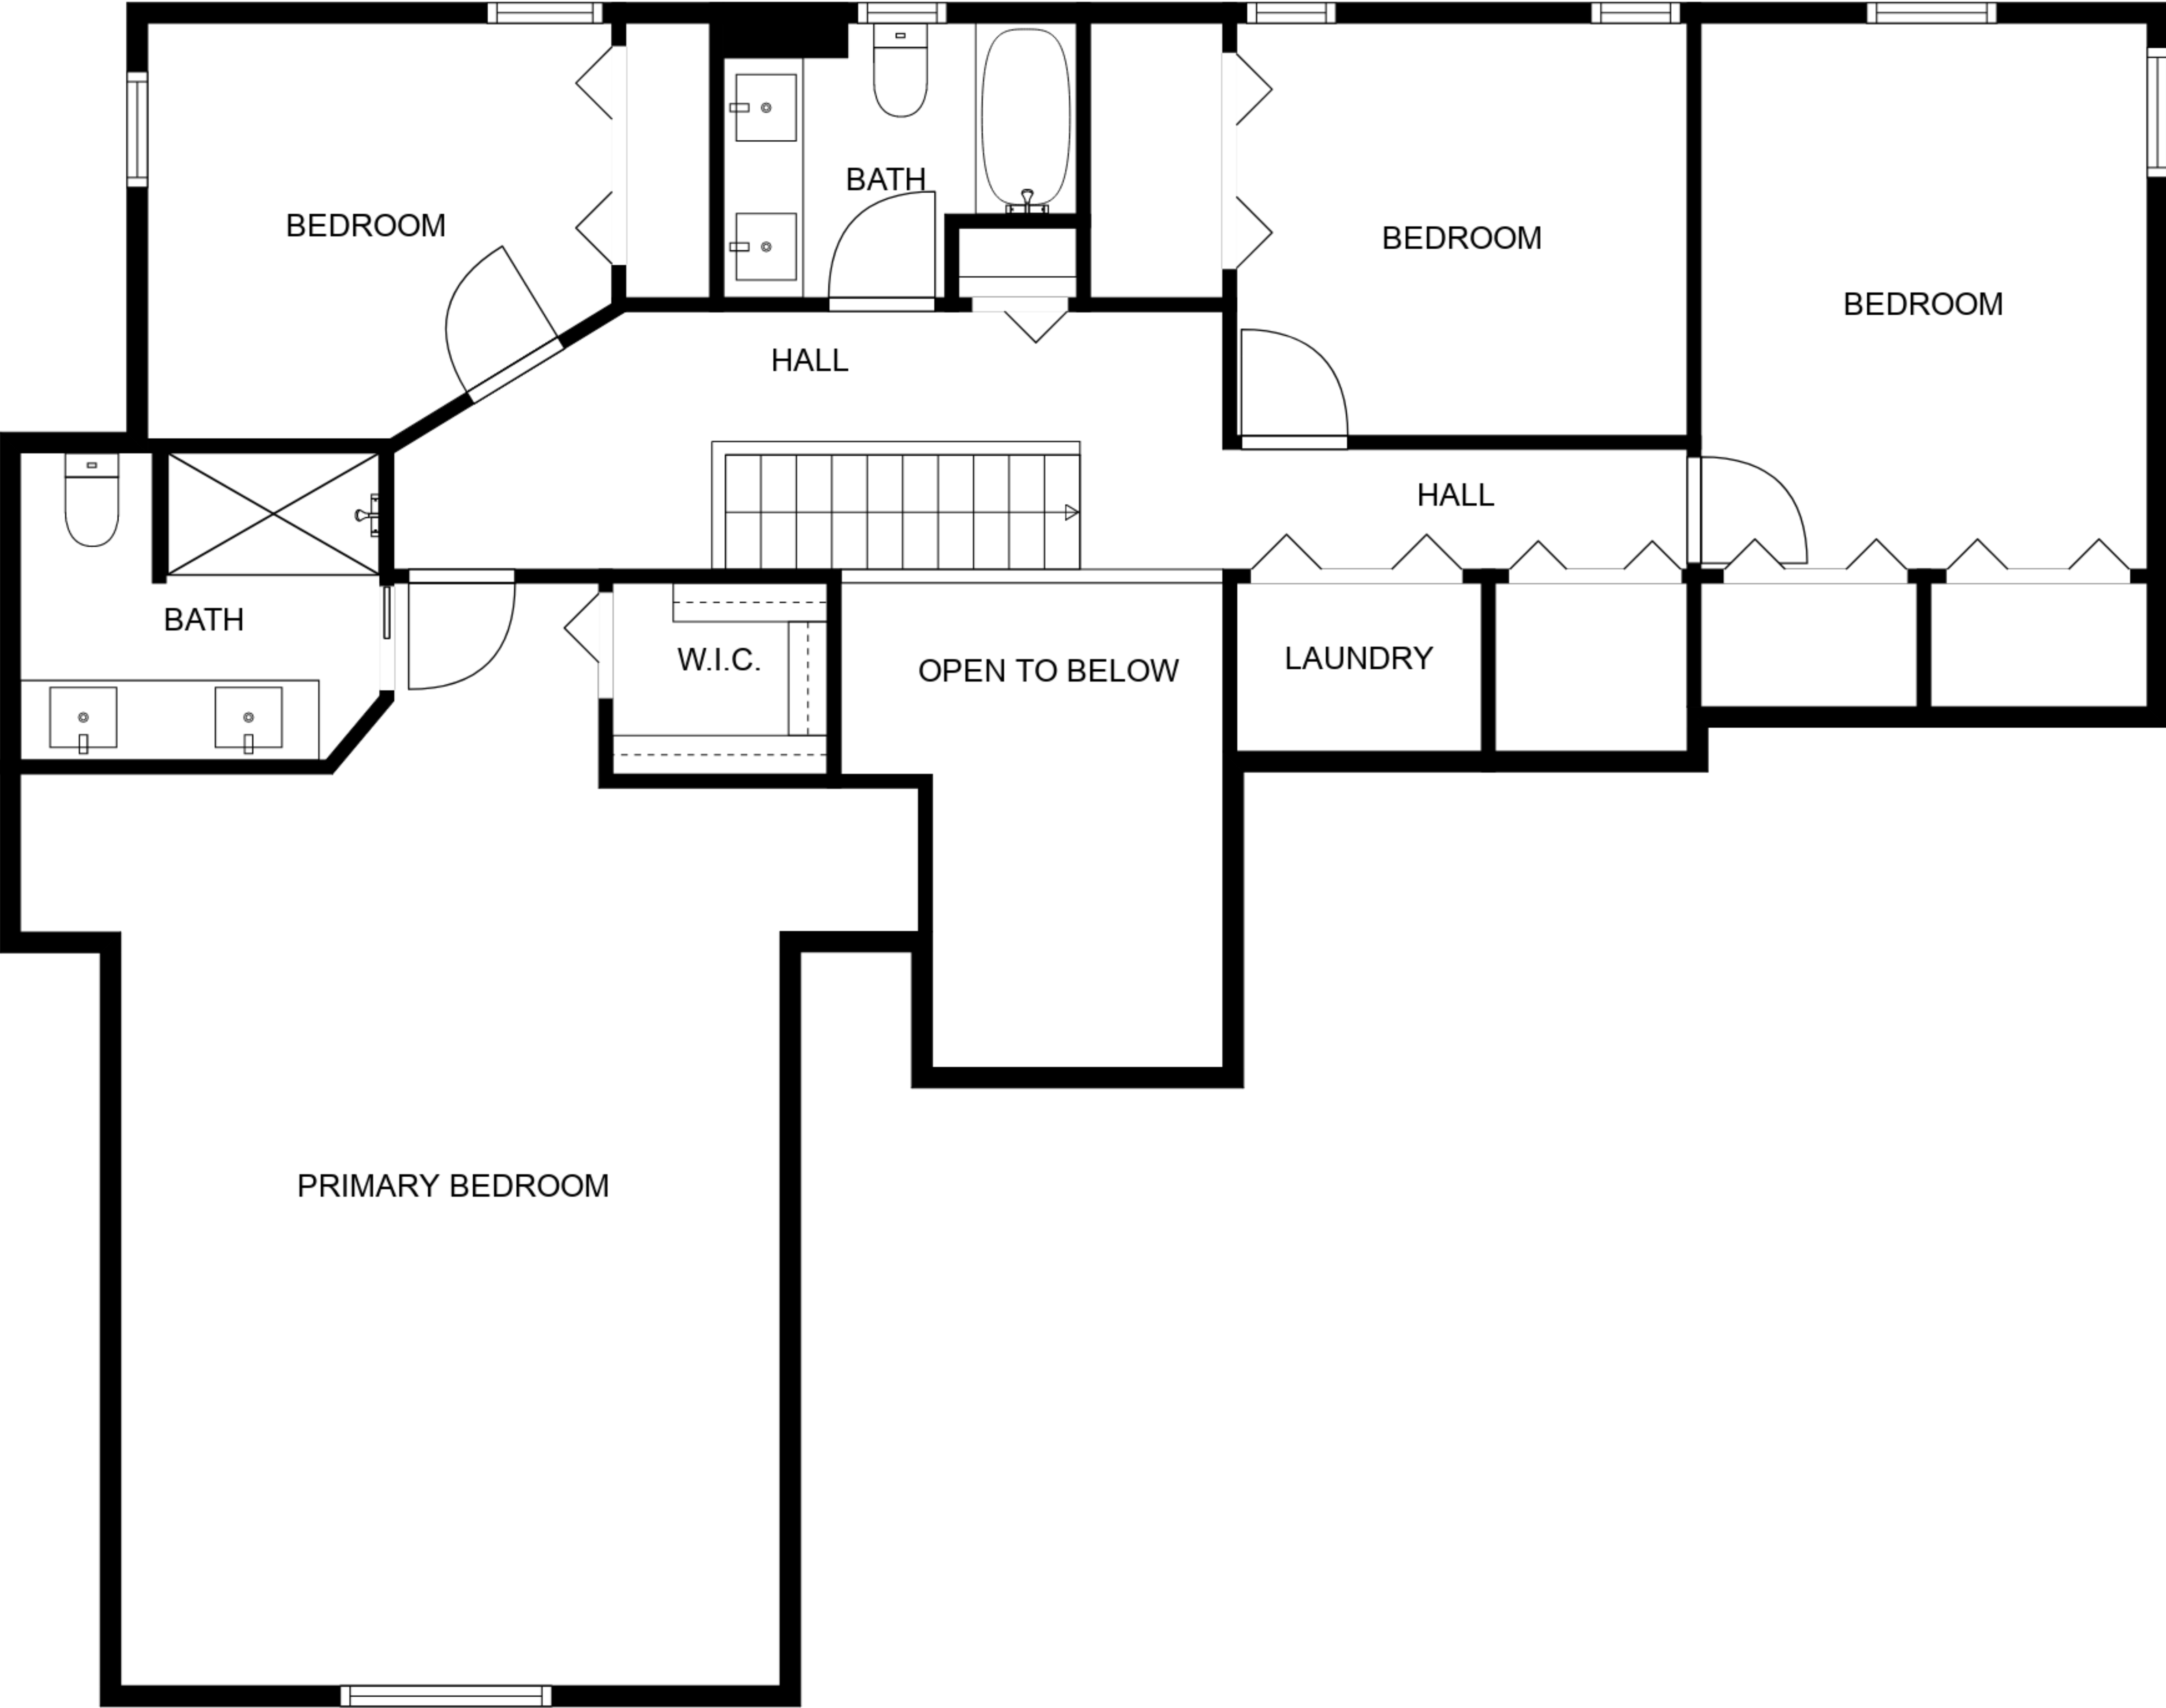 BATH
BEDROOM
BEDROOM
BEDROOM
HALL
HALL
BATH
W.I.C.
OPEN TO BELOW
LAUNDRY
PRIMARY BEDROOM